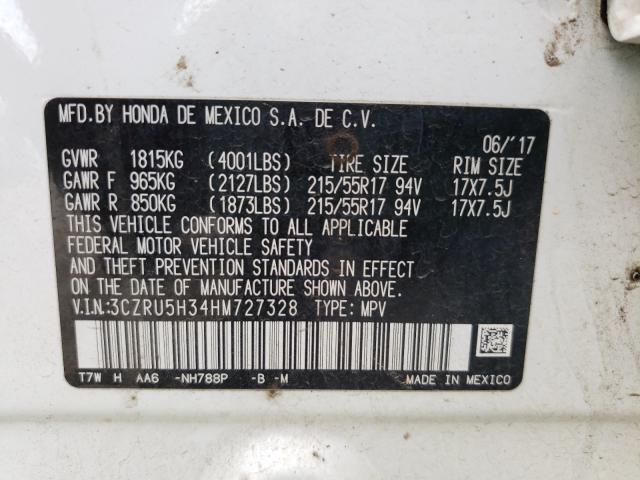 MFD.BY HONDA DE MEXICO S.A. DE C.V.
06/'17
GVWR 1815KG (4001LBS) TIRE SIZE RIM SIZE
GAWR F 965KG (2127LBS) 215/55R17 94V 17X7.5J
GAWR R 850KG (1873LBS) 215/55R17 94V 17X7.5J
THIS VEHICLE CONFORMS TO ALL APPLICABLE
FEDERAL MOTOR VEHICLE SAFETY
AND THEFT PREVENTION STANDARDS IN EFFECT
ON THE DATE OF MANUFACTURE SHOWN ABOVE.
V.I.N.:3CZRU5H34HM727328 TYPE: MPV
T7W H AA6 -NH788P -B -M
MADE IN MEXICO